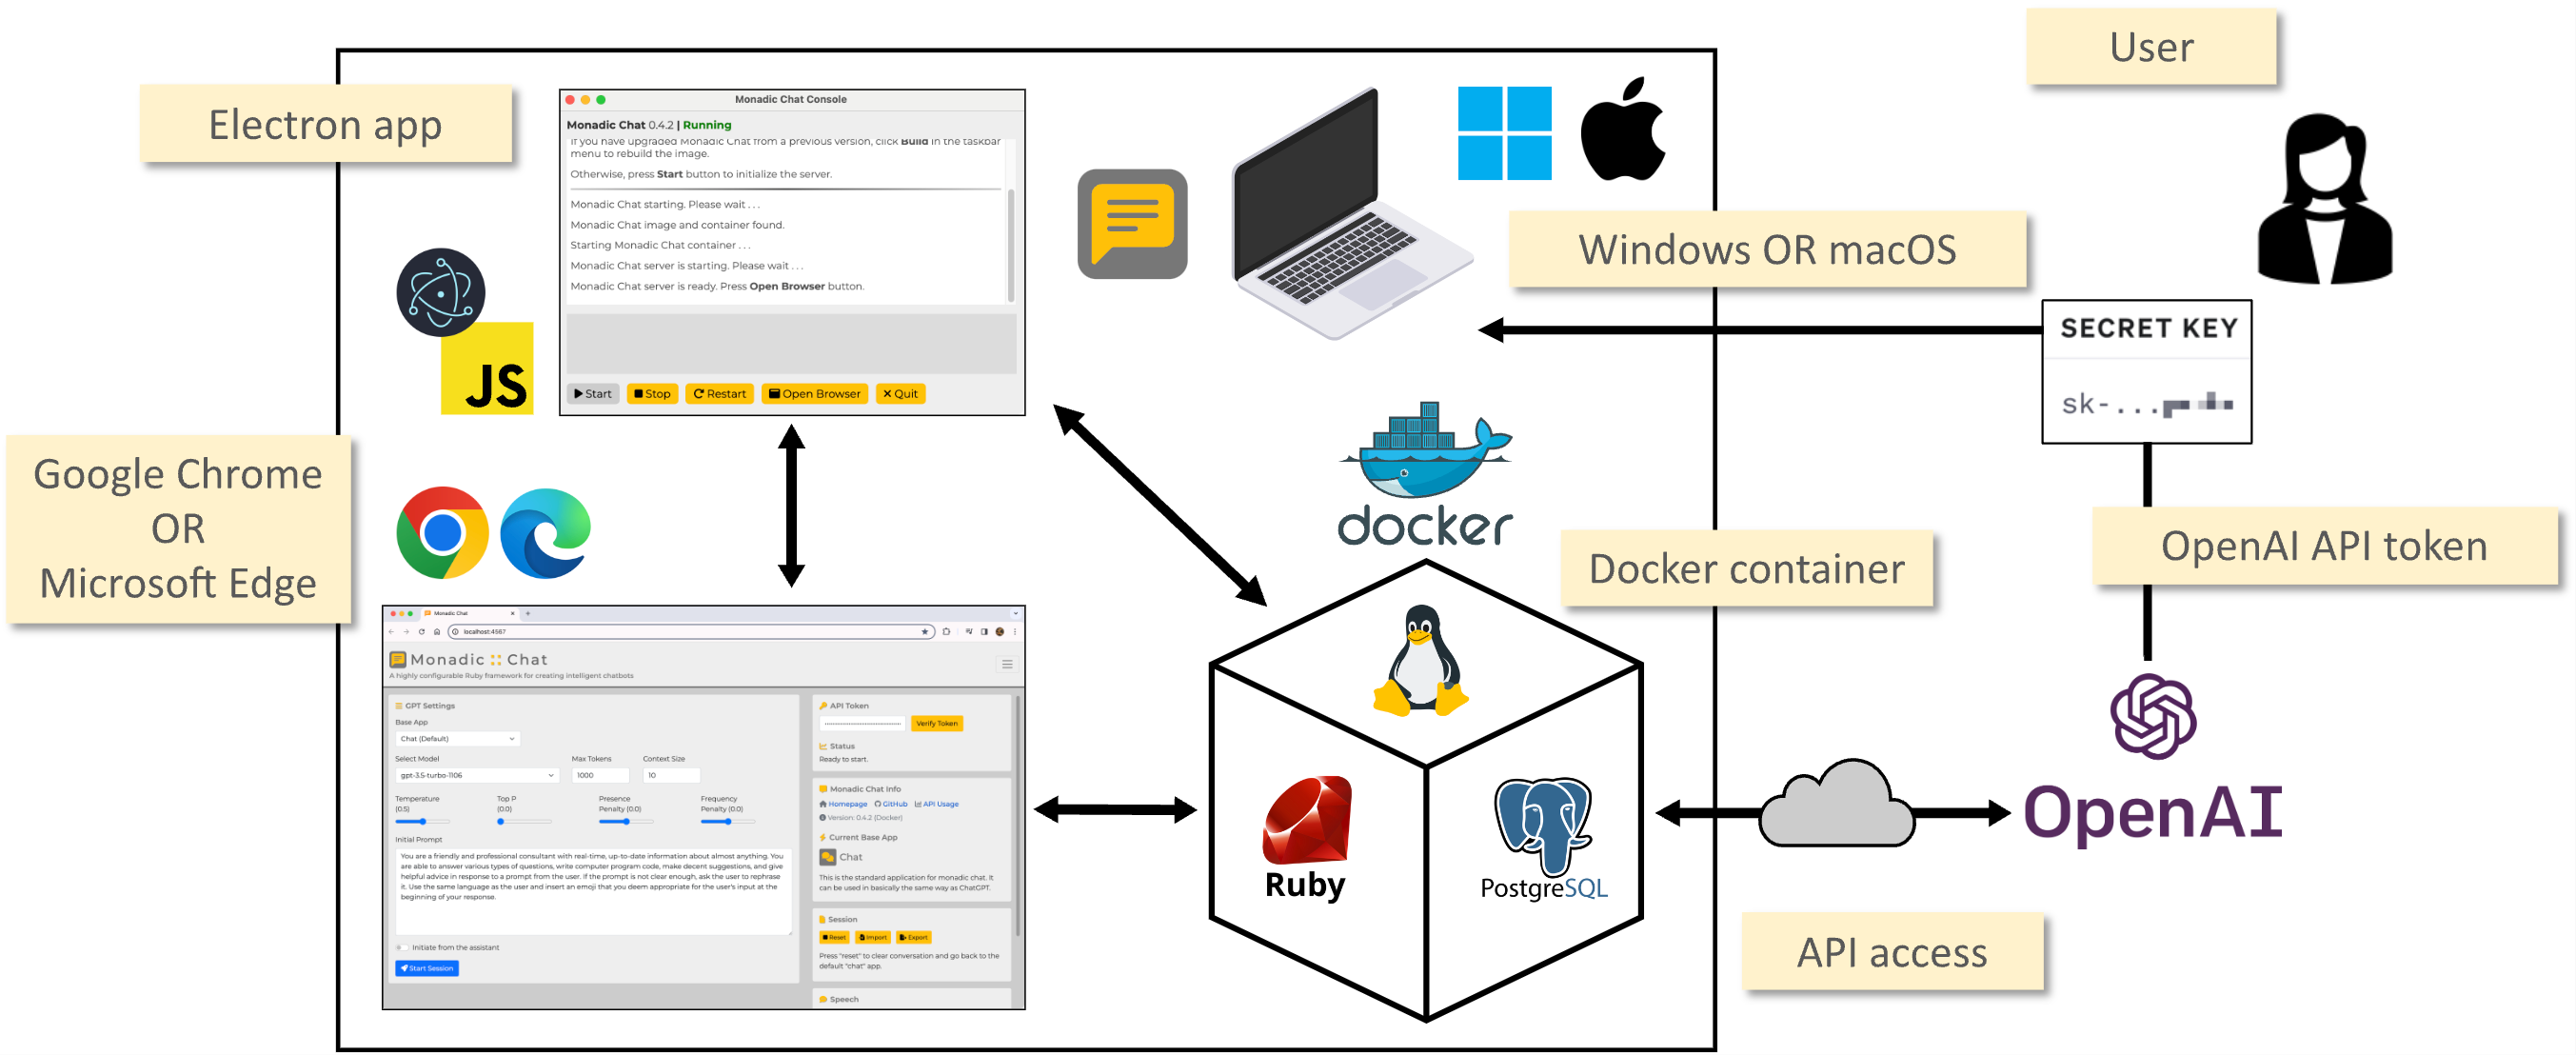 User
Electron app
Monadic Chat Console
Monadic Chat 0.4.2 | Running
If you have upgraded Monadic Chat from a previous version, click Build in the taskbar
menu to rebuild the image.
Otherwise, press Start button to initialize the server.
Monadic Chat starting. Please wait . . .
Monadic Chat image and container found.
Starting Monadic Chat container . . .
Monadic Chat server is starting. Please wait . . .
Monadic Chat server is ready. Press Open Browser button.
Start Stop Restart Open Browser Quit
JS
Windows OR macOS
SECRET KEY
sk-...
Google Chrome
OR
Microsoft Edge
docker
Docker container
OpenAI API token
Monadic Chat
localhost:4567
Monadic :: Chat
A highly configurable Ruby framework for creating intelligent chatbots
GPT Settings
Base App
Chat (Default)
Select Model
Max Tokens
Context Size
gpt-3.5-turbo-1106
1000
10
Temperature
(0.5)
Top P
(0.0)
Presence
Penalty (0.0)
Frequency
Penalty (0.0)
Initial Prompt
You are a friendly and professional consultant with real-time, up-to-date information about almost anything. You
are able to answer various types of questions, write computer program code, make decent suggestions, and give
helpful advice in response to a prompt from the user. If the prompt is not clear enough, ask the user to rephrase
it. Use the same language as the user and insert an emoji that you deem appropriate for the user's input at the
beginning of your response.
Initiate from the assistant
Start Session
API Token
Verify Token
Status
Ready to start.
Monadic Chat Info
Homepage GitHub API Usage
Version: 0.4.2 (Docker)
Current Base App
Chat
This is the standard application for monadic chat. It
can be used in basically the same way as ChatGPT.
Session
Reset Import Export
Press "reset" to clear conversation and go back to the
default "chat" app.
Speech
Ruby
PostgreSQL
OpenAI
API access